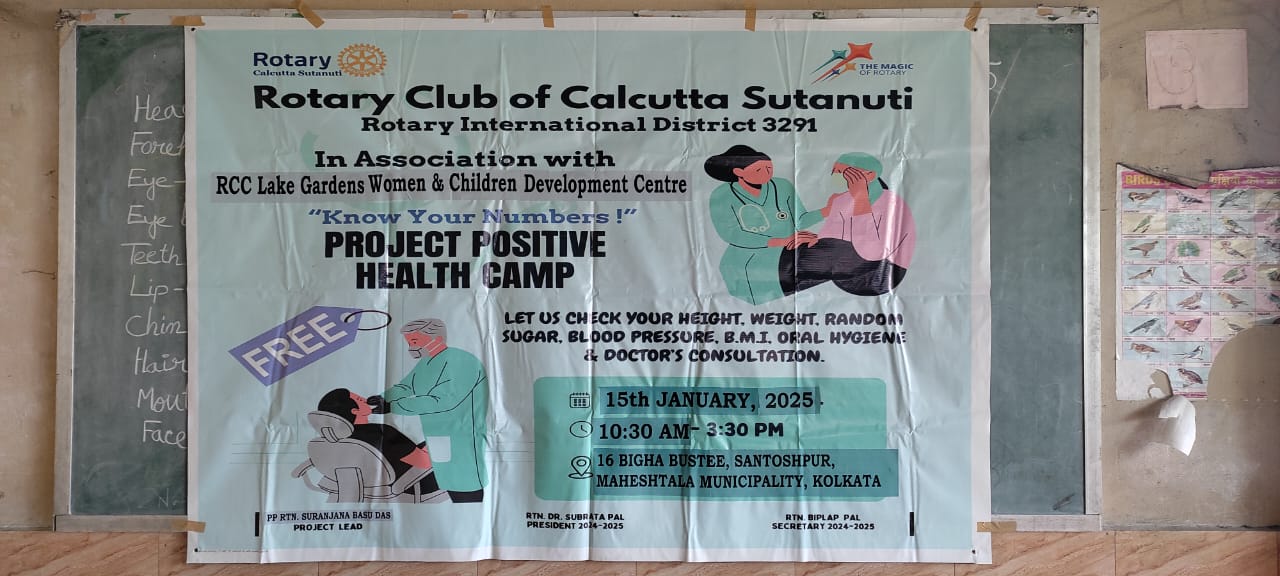 Rotary
Calcutta Sutanuti
THE MAGIC
OF ROTARY
Rotary Club of Calcutta Sutanuti
Rotary International District 3291
In Association with
RCC Lake Gardens Women & Children Development Centre
"Know Your Numbers !"
PROJECT POSITIVE
HEALTH CAMP
FREE
LET US CHECK YOUR HEIGHT, WEIGHT, RANDOM
SUGAR, BLOOD PRESSURE, B.M.I, ORAL HYGIENE
& DOCTOR'S CONSULTATION.
15th JANUARY, 2025.
10:30 AM- 3:30 PM
16 BIGHA BUSTEE, SANTOSHPUR,
MAHESHTALA MUNICIPALITY, KOLKATA
PP RTN. SURANJANA BASU DAS
PROJECT LEAD
RTN. DR. SUBRATA PAL
PRESIDENT 2024-2025
RTN. BIPLAP PAL
SECRETARY 2024-2025
Eye
Eye
Teeth
Lip-
Chin
Hair
Face
BIRDS